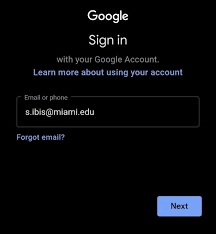 Google
Sign in
with your Google Account.
Learn more about using your account
Email or phone
s.ibis@miami.edu
Forgot email?
Next